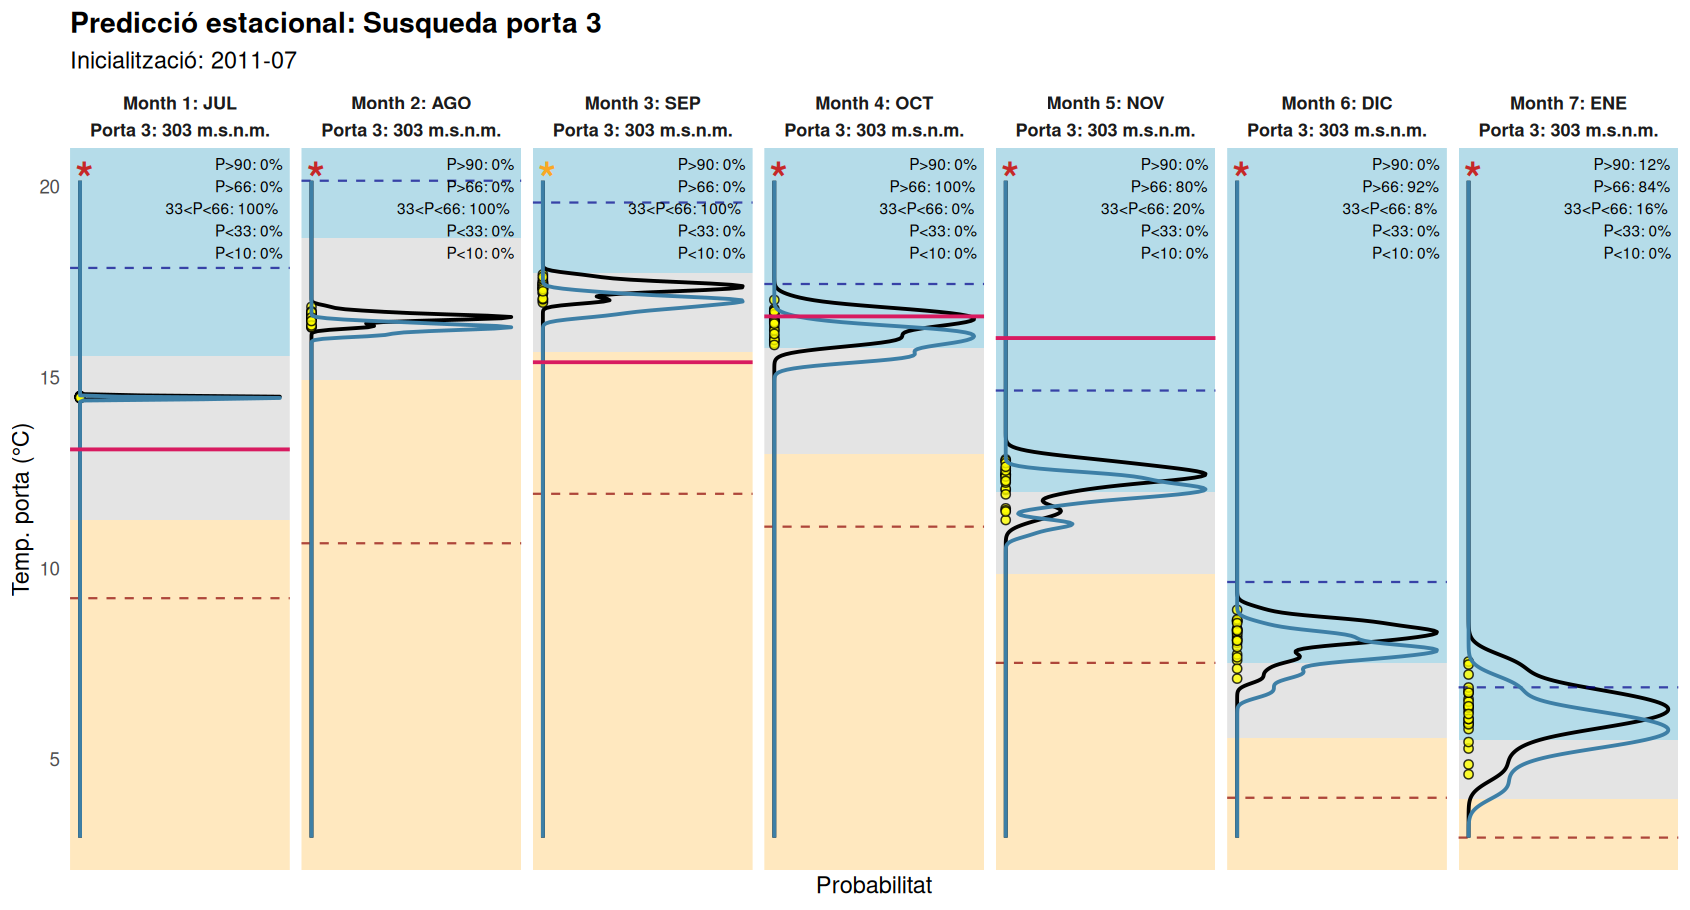 Predicció estacional: Susqueda porta 3
Inicialització: 2011-07
Month 1: JUL
Porta 3: 303 m.s.n.m.
Month 2: AGO
Porta 3: 303 m.s.n.m.
Month 3: SEP
Porta 3: 303 m.s.n.m.
Month 4: OCT
Porta 3: 303 m.s.n.m.
Month 5: NOV
Porta 3: 303 m.s.n.m.
Month 6: DIC
Porta 3: 303 m.s.n.m.
Month 7: ENE
Porta 3: 303 m.s.n.m.
Temp. porta (°C)
20
15
10
5
*
P>90: 0%
P>66: 0%
33<P<66: 100%
P<33: 0%
P<10: 0%
*
P>90: 0%
P>66: 0%
33<P<66: 100%
P<33: 0%
P<10: 0%
*
P>90: 0%
P>66: 0%
33<P<66: 100%
P<33: 0%
P<10: 0%
*
P>90: 0%
P>66: 100%
33<P<66: 0%
P<33: 0%
P<10: 0%
*
P>90: 0%
P>66: 80%
33<P<66: 20%
P<33: 0%
P<10: 0%
*
P>90: 0%
P>66: 92%
33<P<66: 8%
P<33: 0%
P<10: 0%
*
P>90: 12%
P>66: 84%
33<P<66: 16%
P<33: 0%
P<10: 0%
Probabilitat